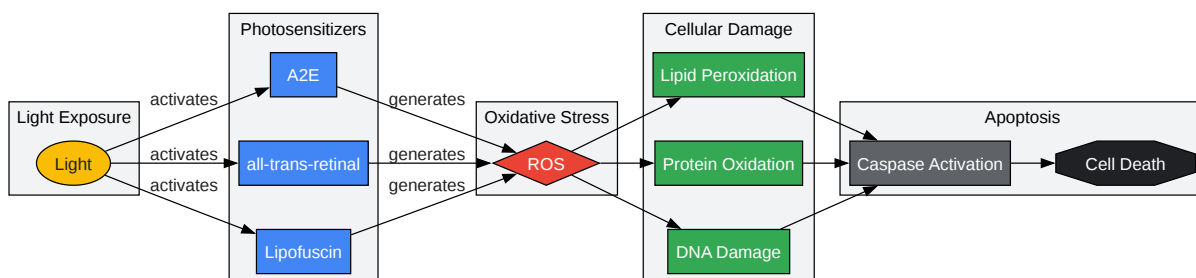 Light Exposure
Light
activates
activates
activates
Photosensitizers
A2E
all-trans-retinal
Lipofuscin
generates
generates
generates
Oxidative Stress
ROS
Cellular Damage
Lipid Peroxidation
Protein Oxidation
DNA Damage
Apoptosis
Caspase Activation
Cell Death